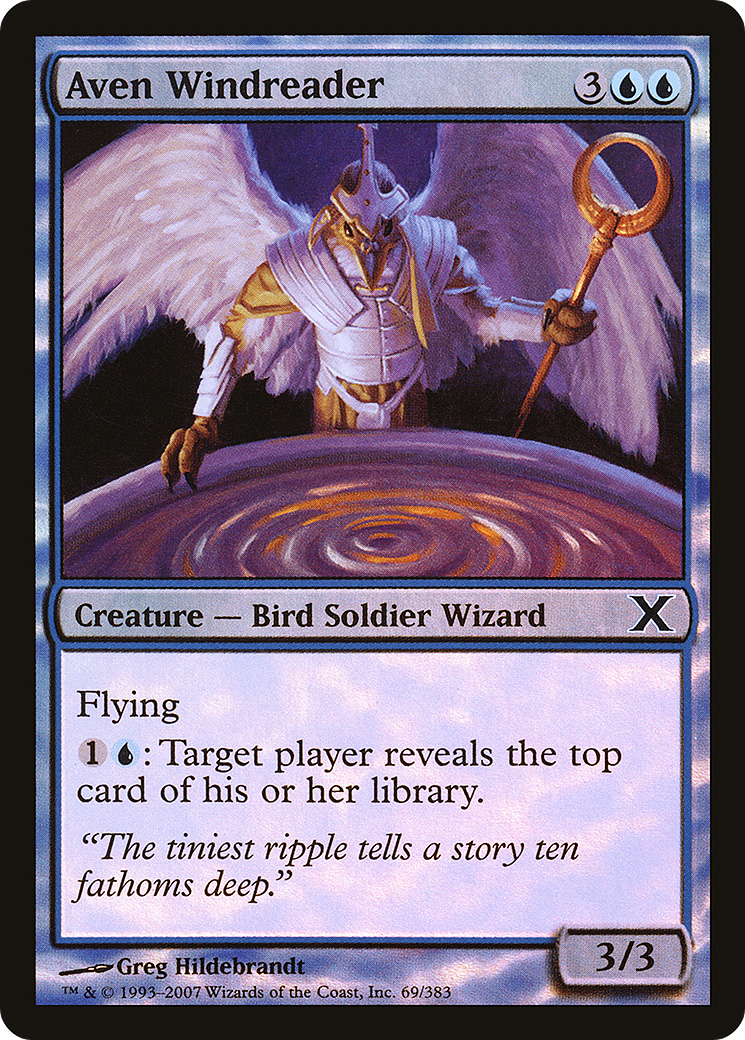 Aven Windreader 3
Creature — Bird Soldier Wizard X
Flying
1 : Target player reveals the top
card of his or her library.
“The tiniest ripple tells a story ten
fathoms deep.”
3/3
Greg Hildebrandt
™ & © 1993–2007 Wizards of the Coast, Inc. 69/383